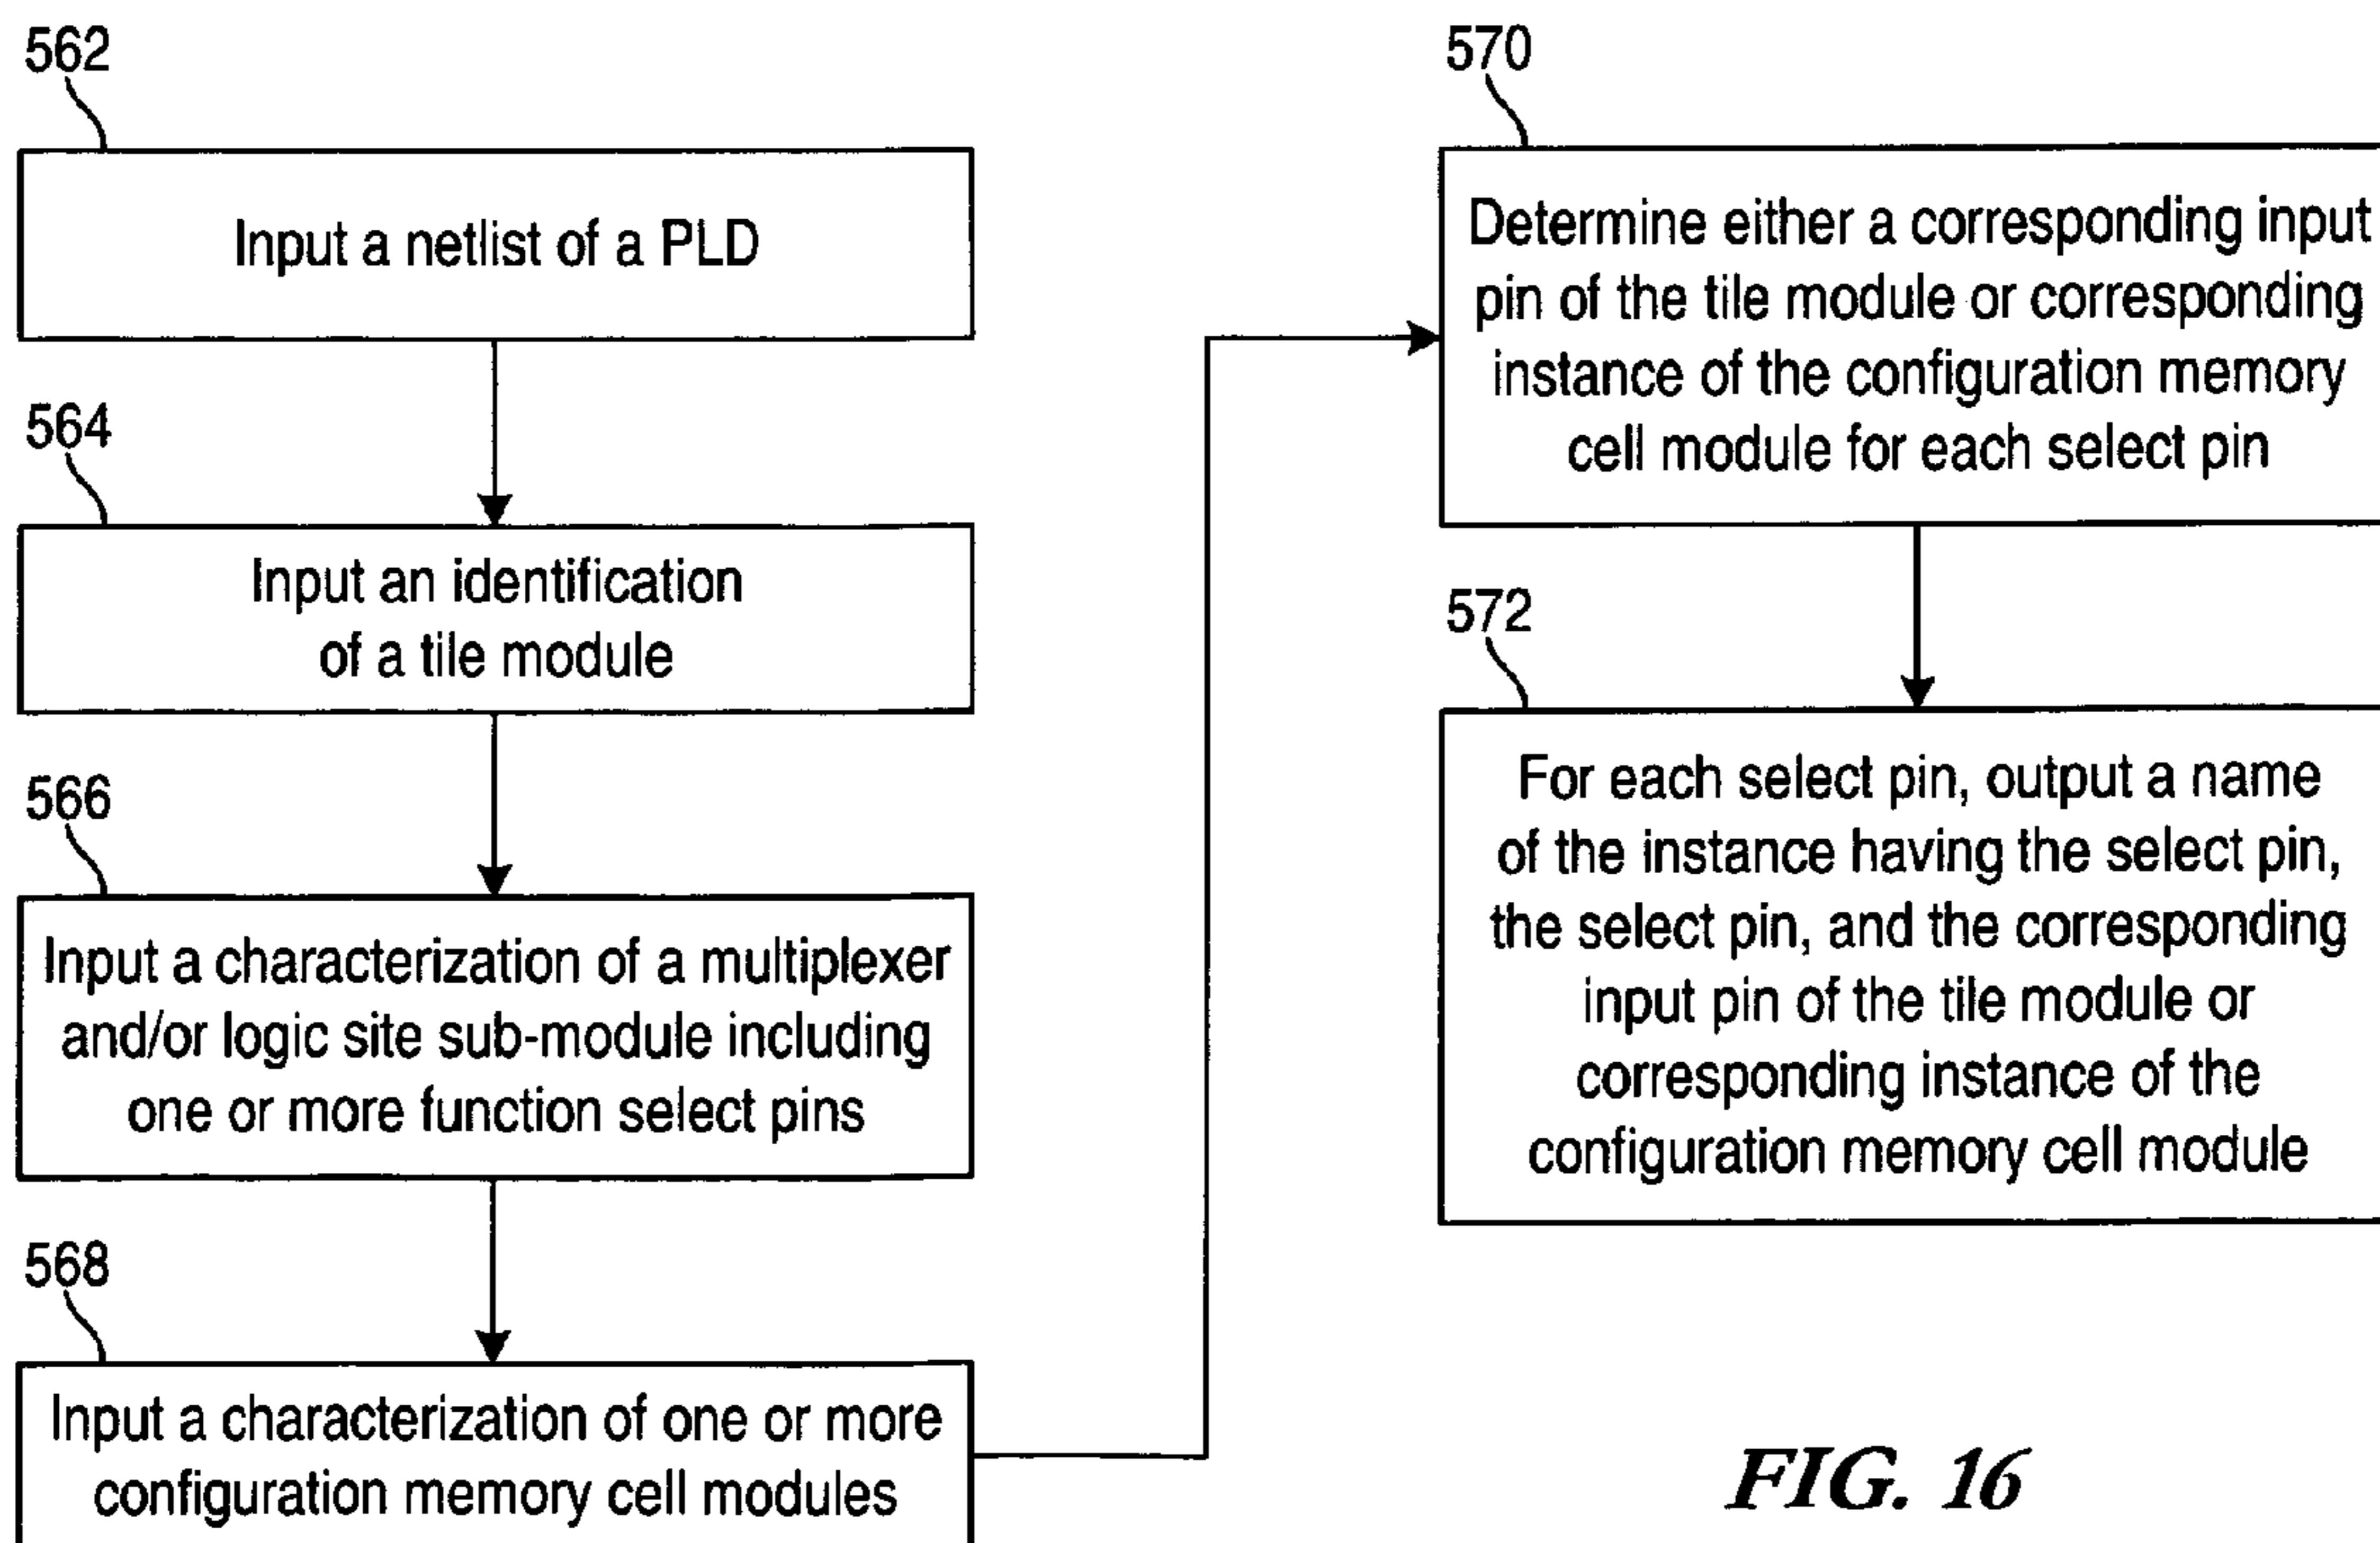 562
Input a netlist of a PLD
564
Input an identification
of a tile module
566
Input a characterization of a multiplexer
and/or logic site sub-module including
one or more function select pins
568
Input a characterization of one or more
configuration memory cell modules
570
Determine either a corresponding input
pin of the tile module or corresponding
instance of the configuration memory
cell module for each select pin
572
For each select pin, output a name
of the instance having the select pin,
the select pin, and the corresponding
input pin of the tile module or
corresponding instance of the
configuration memory cell module
FIG. 16